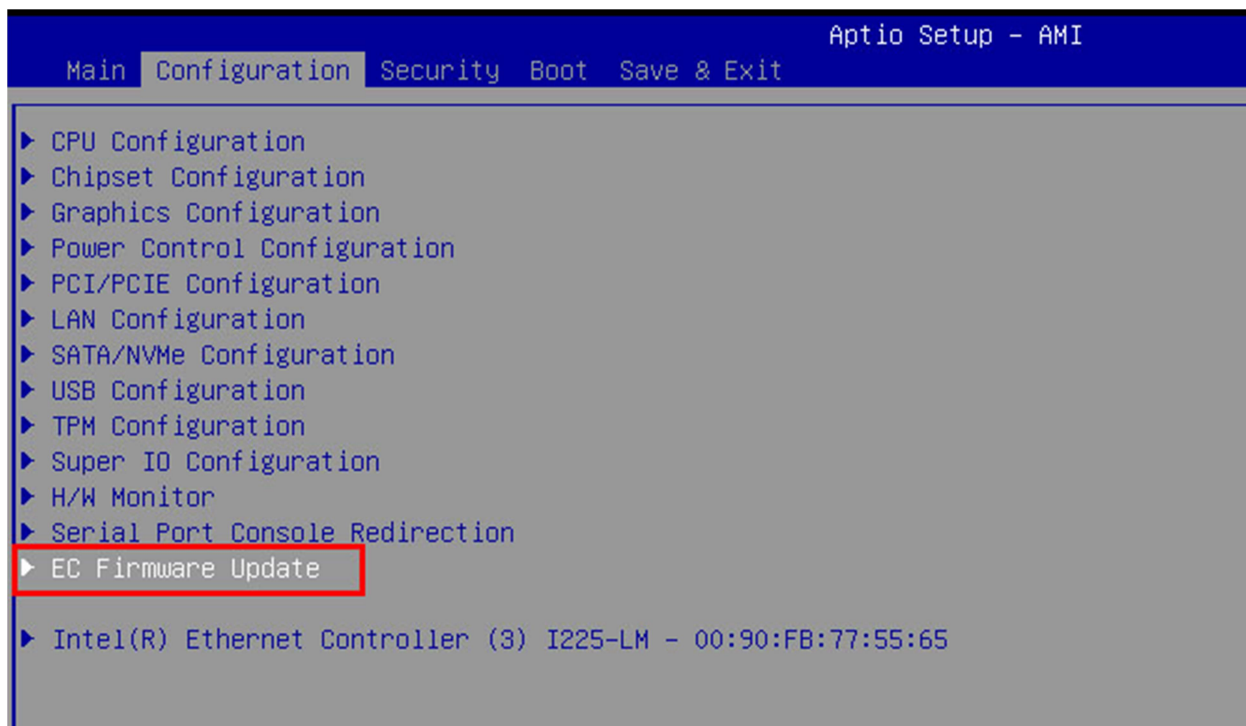 Aptio Setup – AMI
Main Configuration Security Boot Save & Exit
CPU Configuration
Chipset Configuration
Graphics Configuration
Power Control Configuration
PCI/PCIE Configuration
LAN Configuration
SATA/NVMe Configuration
USB Configuration
TPM Configuration
Super IO Configuration
H/W Monitor
Serial Port Console Redirection
EC Firmware Update
Intel(R) Ethernet Controller (3) I225-LM - 00:90:FB:77:55:65